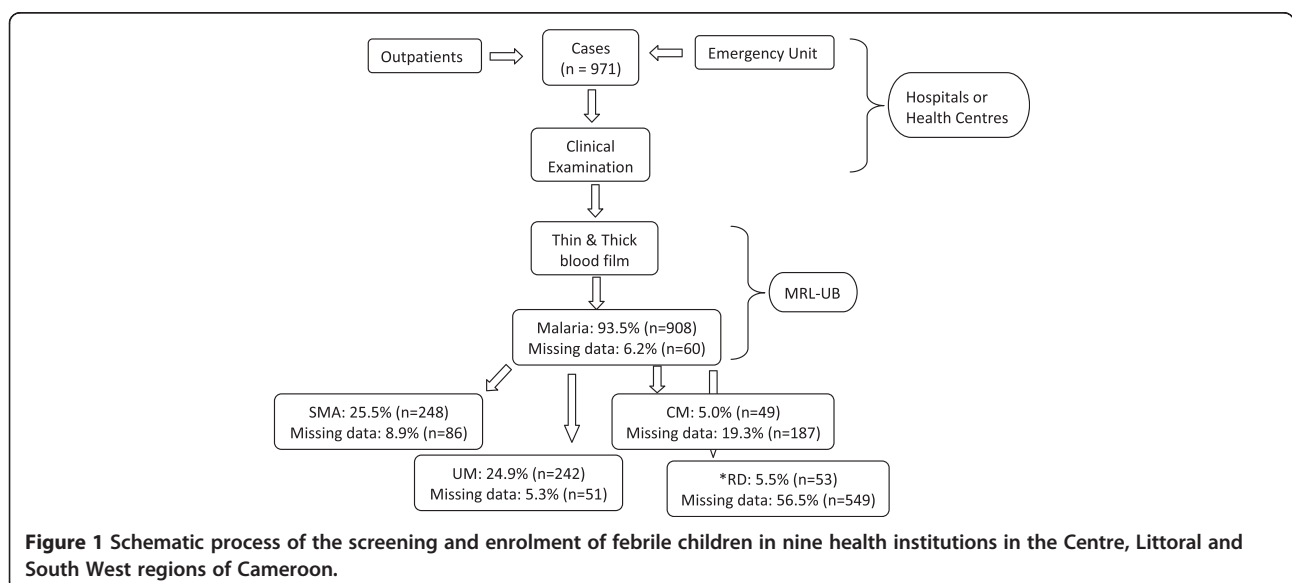 Outpatients
Cases
(n = 971)
Emergency Unit
Hospitals or
Health Centres
Clinical
Examination
Thin & Thick
blood film
MRL-UB
Malaria: 93.5% (n=908)
Missing data: 6.2% (n=60)
SMA: 25.5% (n=248)
Missing data: 8.9% (n=86)
CM: 5.0% (n=49)
Missing data: 19.3% (n=187)
UM: 24.9% (n=242)
Missing data: 5.3% (n=51)
*RD: 5.5% (n=53)
Missing data: 56.5% (n=549)
Figure 1 Schematic process of the screening and enrolment of febrile children in nine health institutions in the Centre, Littoral and
South West regions of Cameroon.